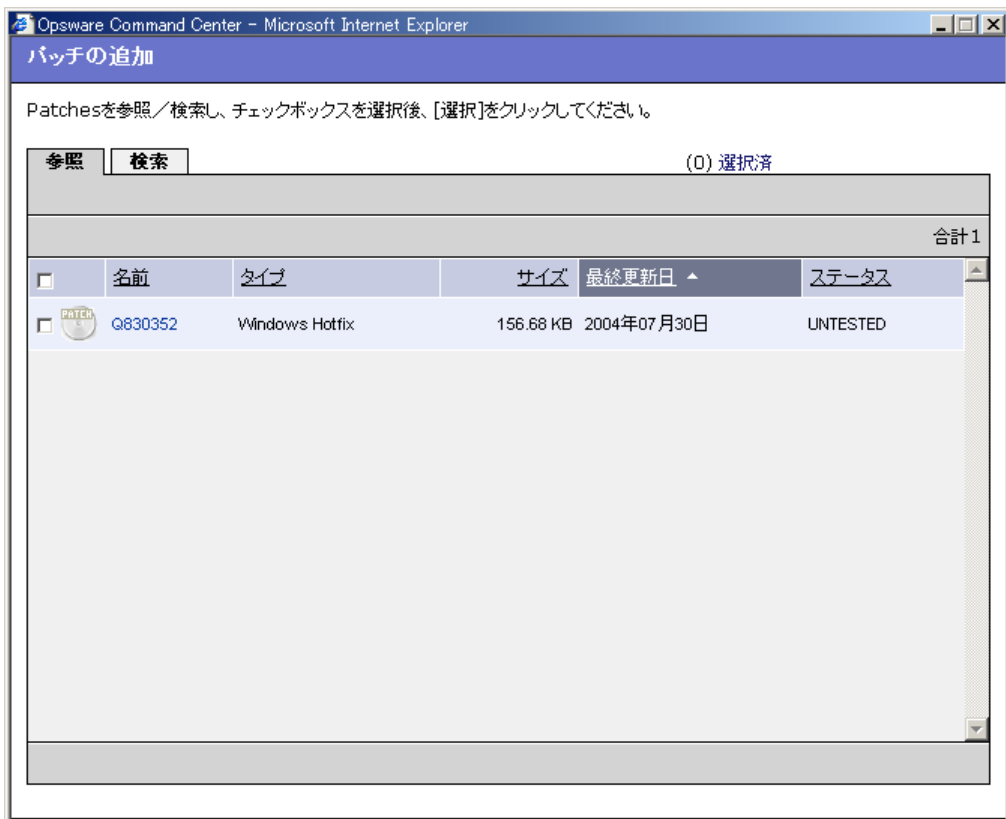 Opsware Command Center - Microsoft Internet Explorer
パッチの追加
Patchesを参照／検索し、チェックボックスを選択後、[選択]をクリックしてください。
参照 検索 (0) 選択済
合計1
名前 タイプ サイズ 最終更新日 ステータス
PATCH Q830352 Windows Hotfix 156.68 KB 2004年07月30日 UNTESTED